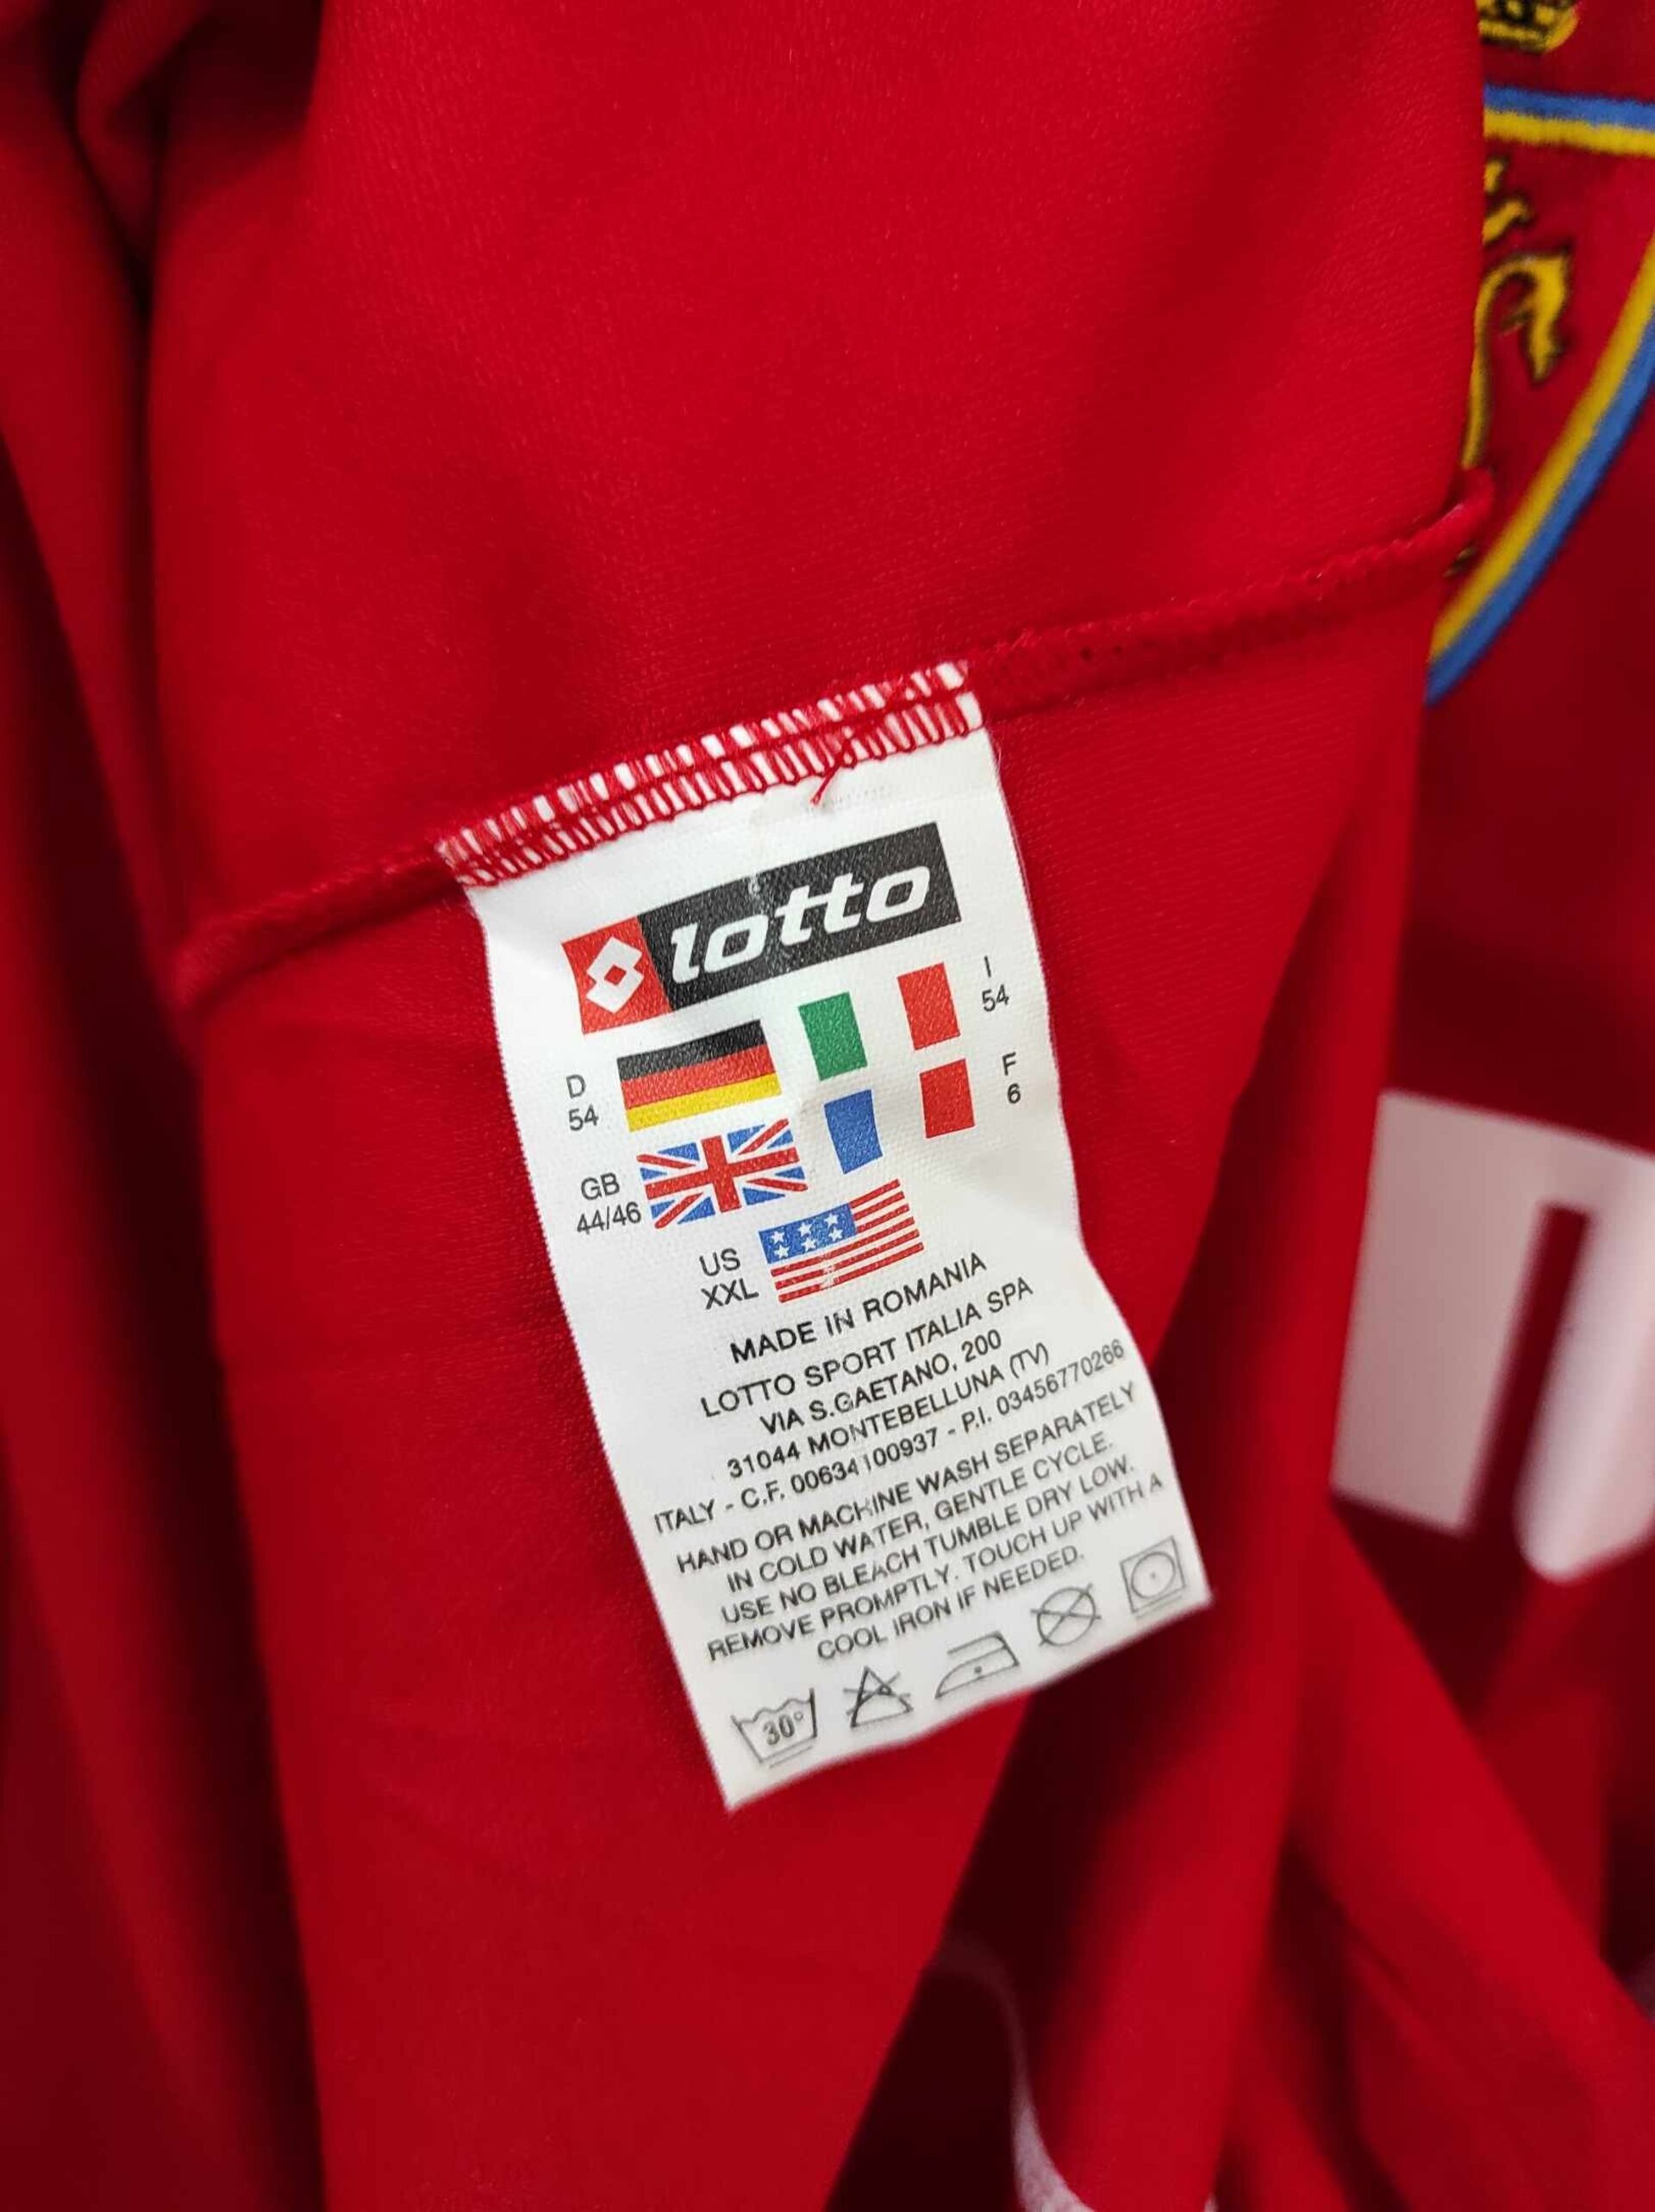 lotto
I
54
D
54
F
6
GB
44/46
US
XXL
MADE IN ROMANIA
LOTTO SPORT ITALIA SPA
VIA S.GAETANO, 200
31044 MONTEBELLUNA (TV)
ITALY - C.F. 00634100937 - P.I. 03456770266
HAND OR MACHINE WASH SEPARATELY
IN COLD WATER, GENTLE CYCLE.
USE NO BLEACH TUMBLE DRY LOW.
REMOVE PROMPTLY. TOUCH UP WITH A
COOL IRON IF NEEDED.
30°